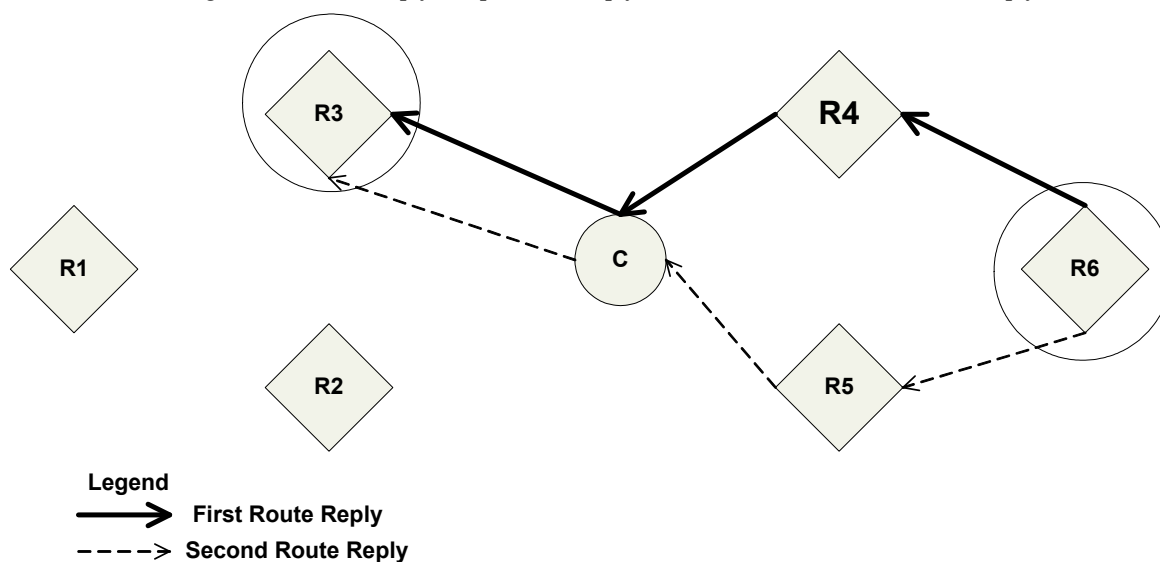 R3
R4
R1
C
R6
R2
R5
Legend
First Route Reply
Second Route Reply